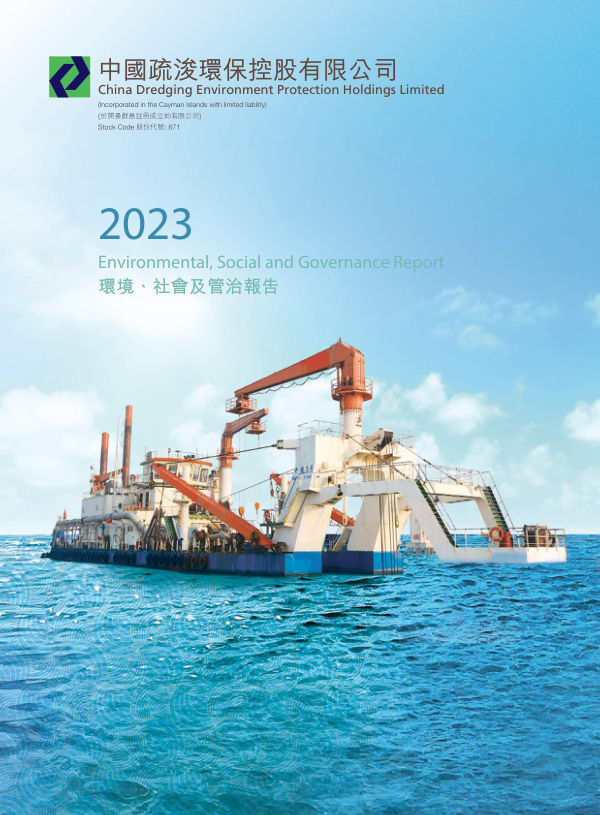 中國疏浚環保控股有限公司
China Dredging Environment Protection Holdings Limited
(Incorporated in the Cayman Islands with limited liability)
(於開曼群島註冊成立的有限公司)
Stock Code 股份代號: 871
2023
Environmental, Social and Governance Report
環境、社會及管治報告